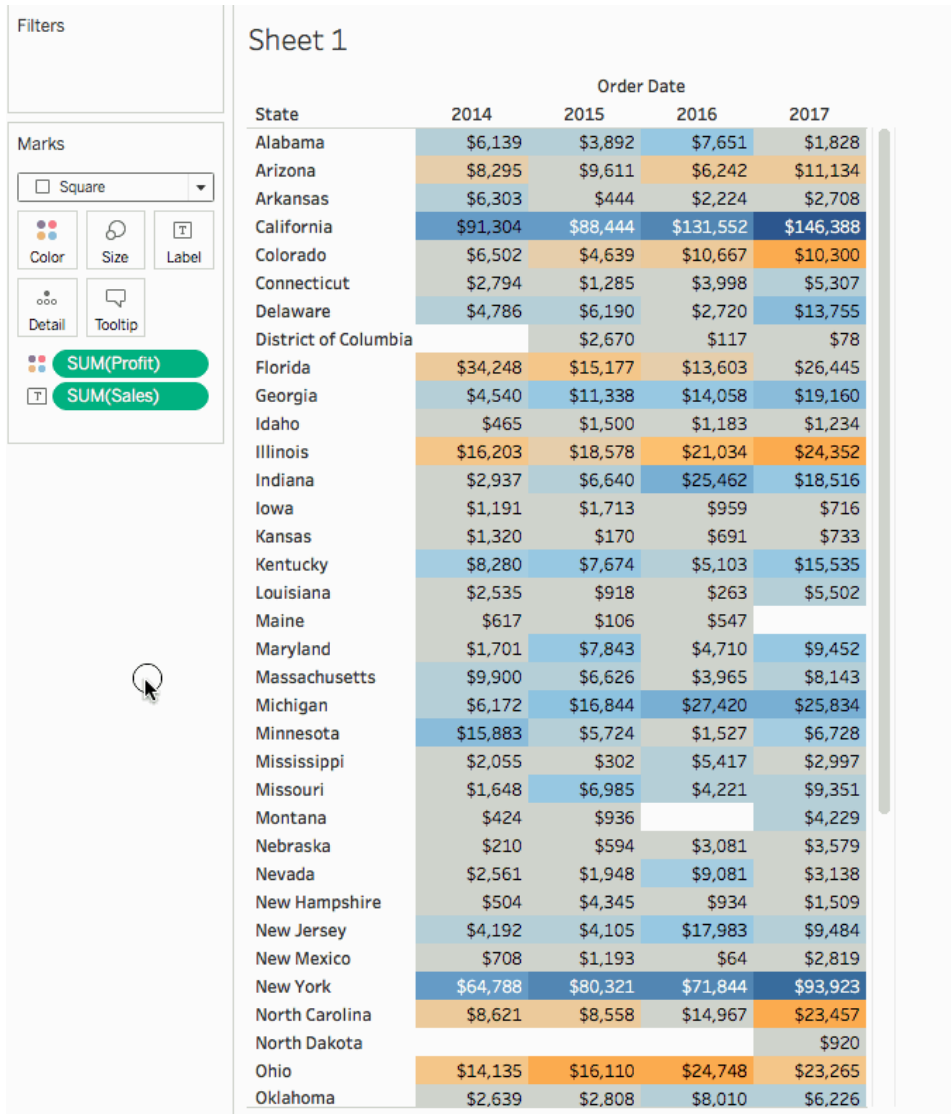 Filters
Marks
Square
Color Size Label
Detail Tooltip
SUM(Profit)
T SUM(Sales)
Sheet 1
Order Date
State 2014 2015 2016 2017
Alabama $6,139 $3,892 $7,651 $1,828
Arizona $8,295 $9,611 $6,242 $11,134
Arkansas $6,303 $444 $2,224 $2,708
California $91,304 $88,444 $131,552 $146,388
Colorado $6,502 $4,639 $10,667 $10,300
Connecticut $2,794 $1,285 $3,998 $5,307
Delaware $4,786 $6,190 $2,720 $13,755
District of Columbia $2,670 $117 $78
Florida $34,248 $15,177 $13,603 $26,445
Georgia $4,540 $11,338 $14,058 $19,160
Idaho $465 $1,500 $1,183 $1,234
Illinois $16,203 $18,578 $21,034 $24,352
Indiana $2,937 $6,640 $25,462 $18,516
Iowa $1,191 $1,713 $959 $716
Kansas $1,320 $170 $691 $733
Kentucky $8,280 $7,674 $5,103 $15,535
Louisiana $2,535 $918 $263 $5,502
Maine $617 $106 $547
Maryland $1,701 $7,843 $4,710 $9,452
Massachusetts $9,900 $6,626 $3,965 $8,143
Michigan $6,172 $16,844 $27,420 $25,834
Minnesota $15,883 $5,724 $1,527 $6,728
Mississippi $2,055 $302 $5,417 $2,997
Missouri $1,648 $6,985 $4,221 $9,351
Montana $424 $936 $4,229
Nebraska $210 $594 $3,081 $3,579
Nevada $2,561 $1,948 $9,081 $3,138
New Hampshire $504 $4,345 $934 $1,509
New Jersey $4,192 $4,105 $17,983 $9,484
New Mexico $708 $1,193 $64 $2,819
New York $64,788 $80,321 $71,844 $93,923
North Carolina $8,621 $8,558 $14,967 $23,457
North Dakota $920
Ohio $14,135 $16,110 $24,748 $23,265
Oklahoma $2,639 $2,808 $8,010 $6,226